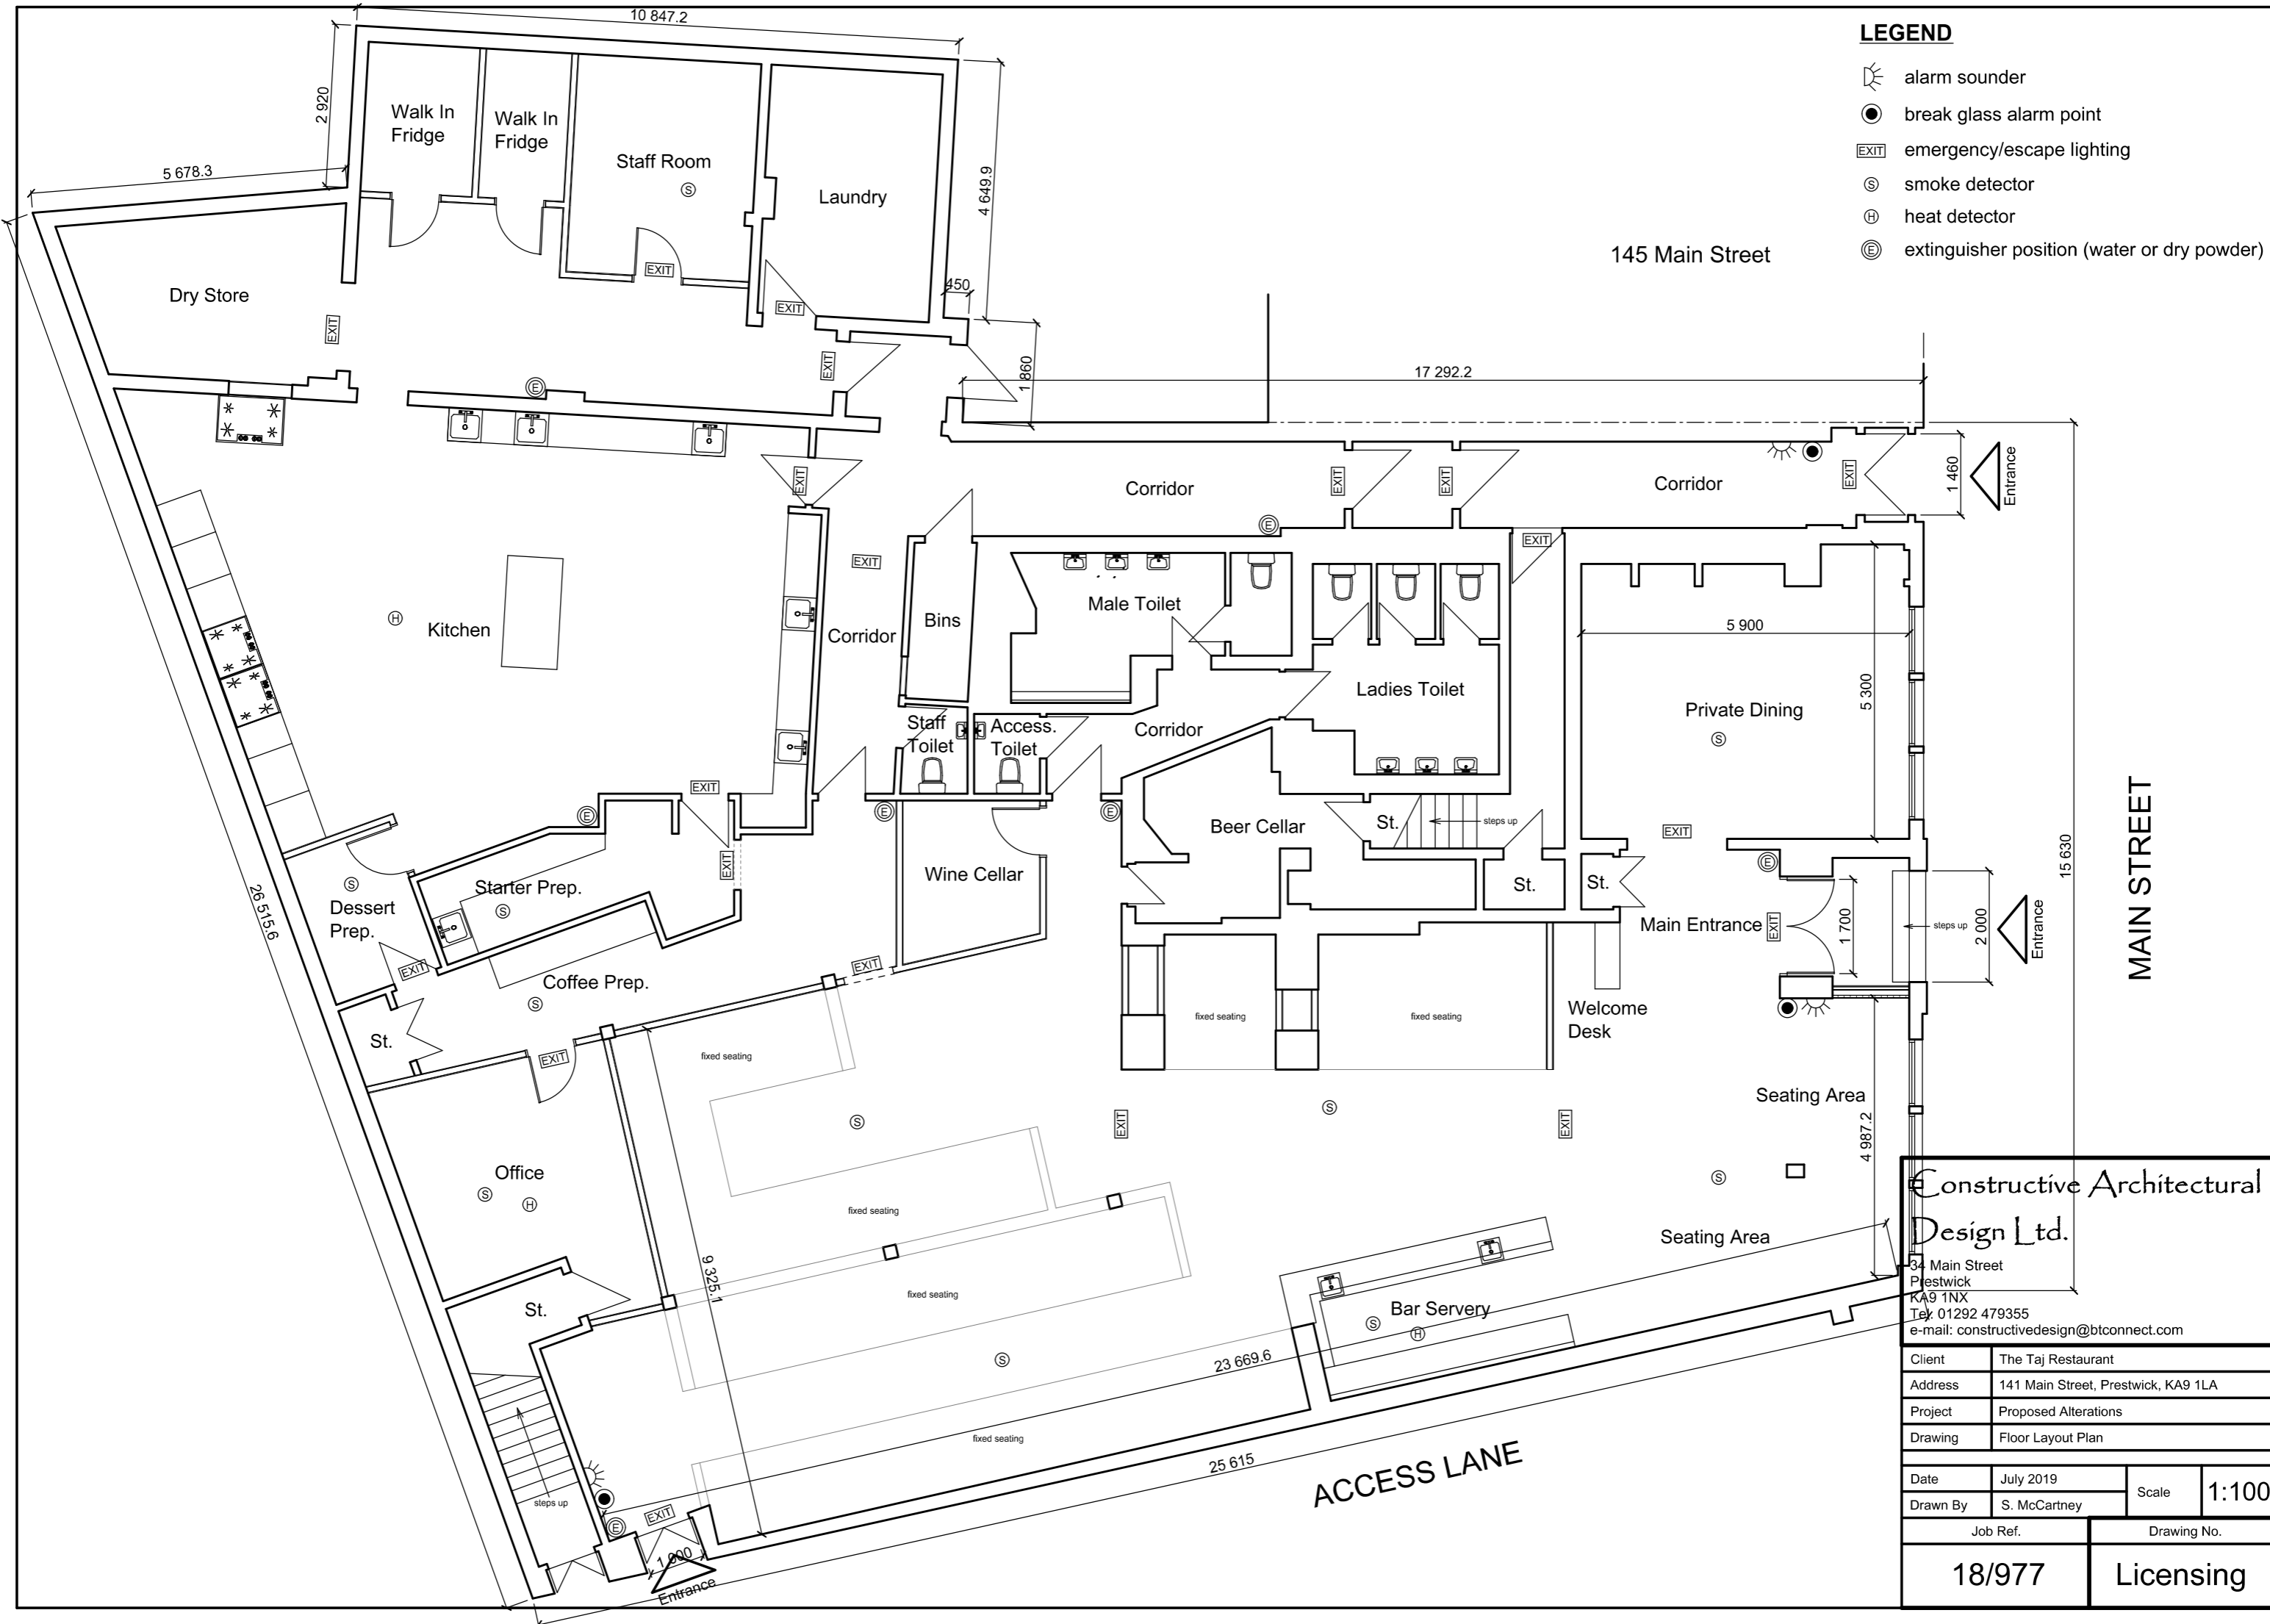 10 847.2
LEGEND
alarm sounder
break glass alarm point
EXIT emergency/escape lighting
S smoke detector
H heat detector
E extinguisher position (water or dry powder)
145 Main Street
2 920
5 678.3
4 649.9
450
1 860
17 292.2
Walk In
Fridge
Walk In
Fridge
Staff Room
S
EXIT
Laundry
EXIT
Dry Store
EXIT
EXIT
E
EXIT
Corridor
EXIT
EXIT
Corridor
EXIT
1 460
Entrance
E
EXIT
EXIT
H
Kitchen
Corridor
Bins
Male Toilet
5 900
5 300
Ladies Toilet
Private Dining
S
Staff
Toilet
Access.
Toilet
Corridor
EXIT
E
E
E
Beer Cellar
St.
steps up
EXIT
E
MAIN STREET
15 630
26 515.6
S
Dessert
Prep.
Starter Prep.
S
EXIT
Wine Cellar
St.
St.
Main Entrance
EXIT
1 700
steps up
2 000
Entrance
EXIT
Coffee Prep.
S
EXIT
St.
EXIT
fixed seating
fixed seating
fixed seating
Welcome
Desk
S
EXIT
S
EXIT
Seating Area
4 987.2
Office
S
H
fixed seating
S
Seating Area
9 325.1
fixed seating
St.
Bar Servery
S
H
S
23 669.6
fixed seating
25 615
ACCESS LANE
steps up
E
EXIT
1 900
Entrance
Constructive Architectural
Design Ltd.
34 Main Street
Prestwick
KA9 1NX
Tel: 01292 479355
e-mail: constructivedesign@btconnect.com
Client The Taj Restaurant
Address 141 Main Street, Prestwick, KA9 1LA
Project Proposed Alterations
Drawing Floor Layout Plan
Date July 2019
Scale 1:100
Drawn By S. McCartney
Job Ref. Drawing No.
18/977 Licensing